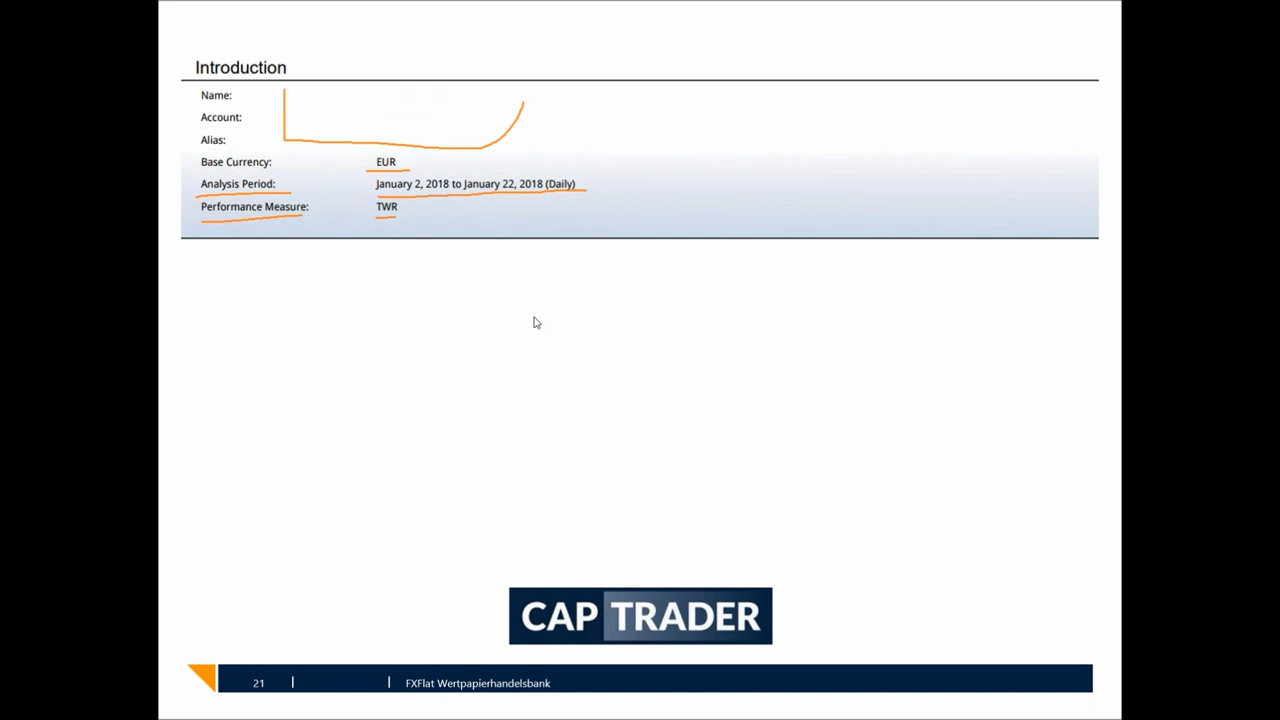 Introduction
Name:
Account:
Alias:
Base Currency: EUR
Analysis Period: January 2, 2018 to January 22, 2018 (Daily)
Performance Measure: TWR
CAP TRADER
21 | | FXFlat Wertpapierhandelsbank